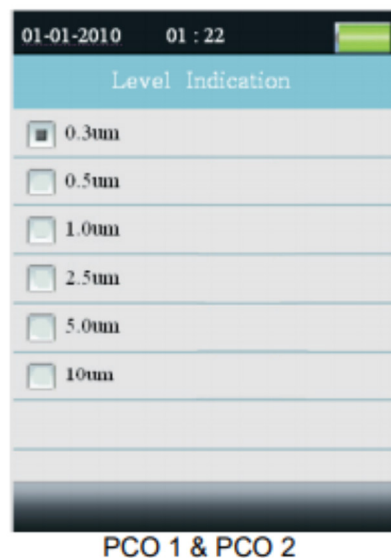 01-01-2010 01 : 22
Level Indication
0.3um
0.5um
1.0um
2.5um
5.0um
10um
PCO 1 & PCO 2